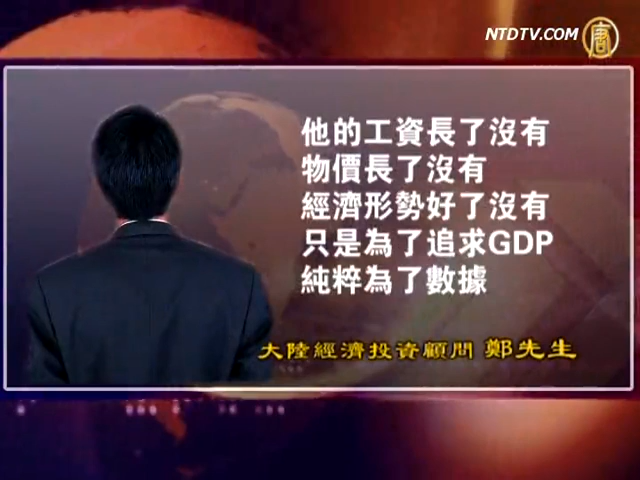 NTDTV.COM
唐
他的工資長了沒有
物價長了沒有
經濟形勢好了沒有
只是為了追求GDP
純粹為了數據
大陸經濟投資顧問 鄭先生